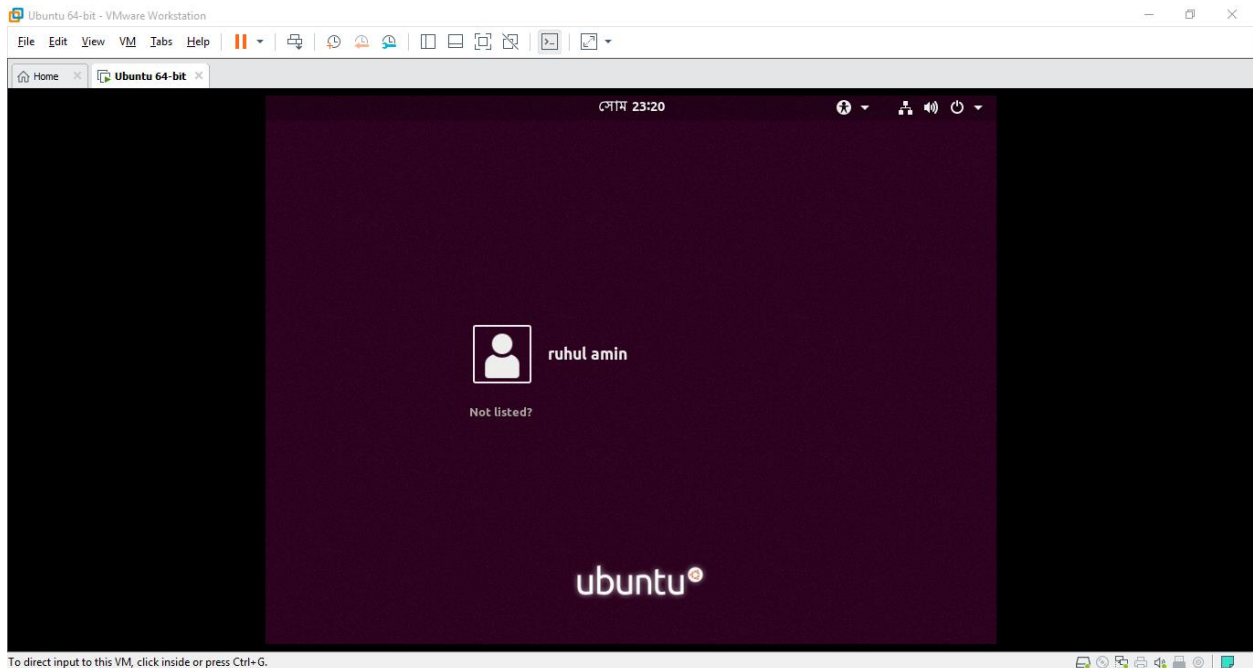 Ubuntu 64-bit - VMware Workstation
File Edit View VM Tabs Help
Home Ubuntu 64-bit
সোম 23:20
ruhul amin
Not listed?
ubuntu
To direct input to this VM, click inside or press Ctrl+G.